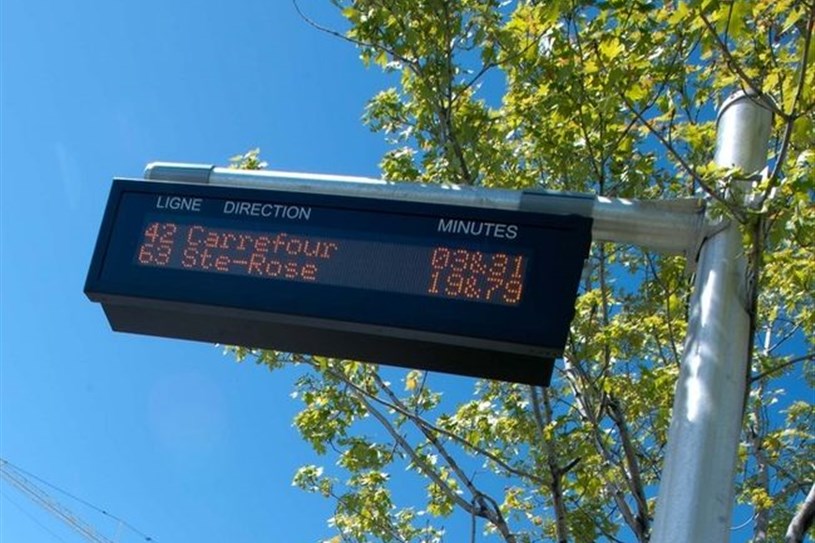 LIGNE DIRECTION MINUTES
42 Carrefour 03&31
63 Ste-Rose 19&79